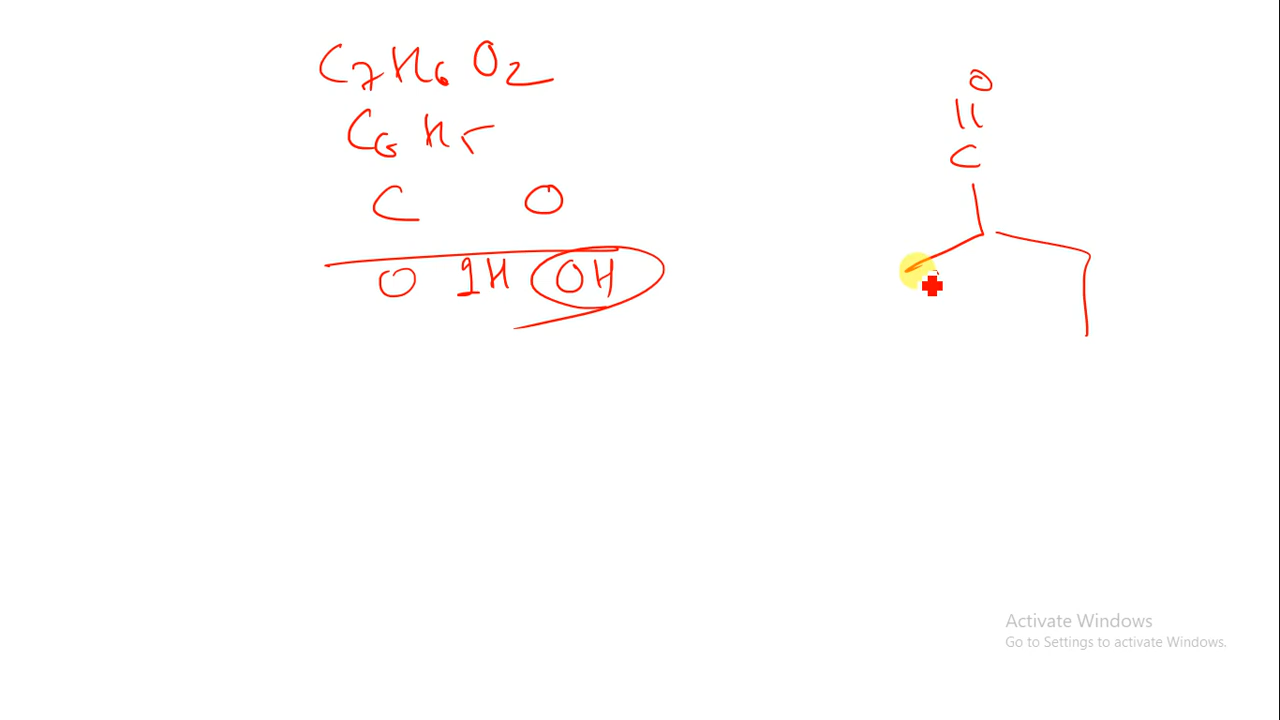 C7H6O2
C6H5
C O
O 1H OH
O
||
C
Activate Windows
Go to Settings to activate Windows.